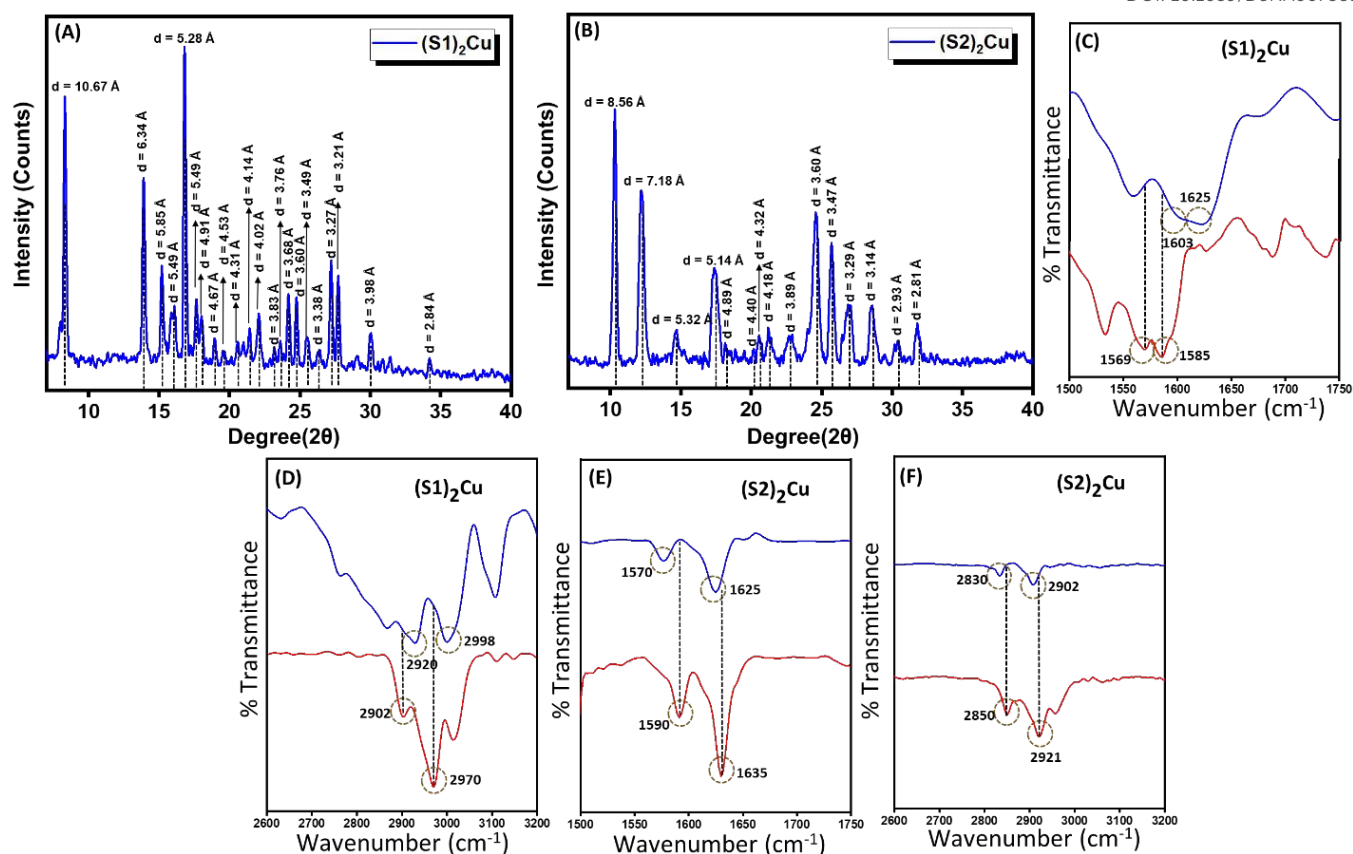 (A)
(S1)2Cu
Intensity (Counts)
d = 10.67 Å
d = 6.34 Å
d = 5.85 Å
d = 5.49 Å
d = 5.28 Å
d = 5.49 Å
d = 4.91 Å
d = 4.67 Å
d = 4.53 Å
d = 4.31 Å
d = 4.14 Å
d = 4.02 Å
d = 3.83 Å
d = 3.76 Å
d = 3.68 Å
d = 3.60 Å
d = 3.49 Å
d = 3.38 Å
d = 3.27 Å
d = 3.21 Å
d = 3.98 Å
d = 2.84 Å
10 15 20 25 30 35 40
Degree(2θ)
(B)
(S2)2Cu
Intensity (Counts)
d = 8.56 Å
d = 7.18 Å
d = 5.32 Å
d = 5.14 Å
d = 4.89 Å
d = 4.40 Å
d = 4.32 Å
d = 4.18 Å
d = 3.89 Å
d = 3.60 Å
d = 3.47 Å
d = 3.29 Å
d = 3.14 Å
d = 2.93 Å
d = 2.81 Å
10 15 20 25 30 35 40
Degree(2θ)
(C)
(S1)2Cu
% Transmittance
1625
1603
1569
1585
1500 1550 1600 1650 1700 1750
Wavenumber (cm-1)
(D)
(S1)2Cu
% Transmittance
2998
2920
2902
2970
2600 2700 2800 2900 3000 3100 3200
Wavenumber (cm-1)
(E)
(S2)2Cu
% Transmittance
1570
1625
1590
1635
1500 1550 1600 1650 1700 1750
Wavenumber (cm-1)
(F)
(S2)2Cu
% Transmittance
2830
2902
2850
2921
2600 2700 2800 2900 3000 3100 3200
Wavenumber (cm-1)